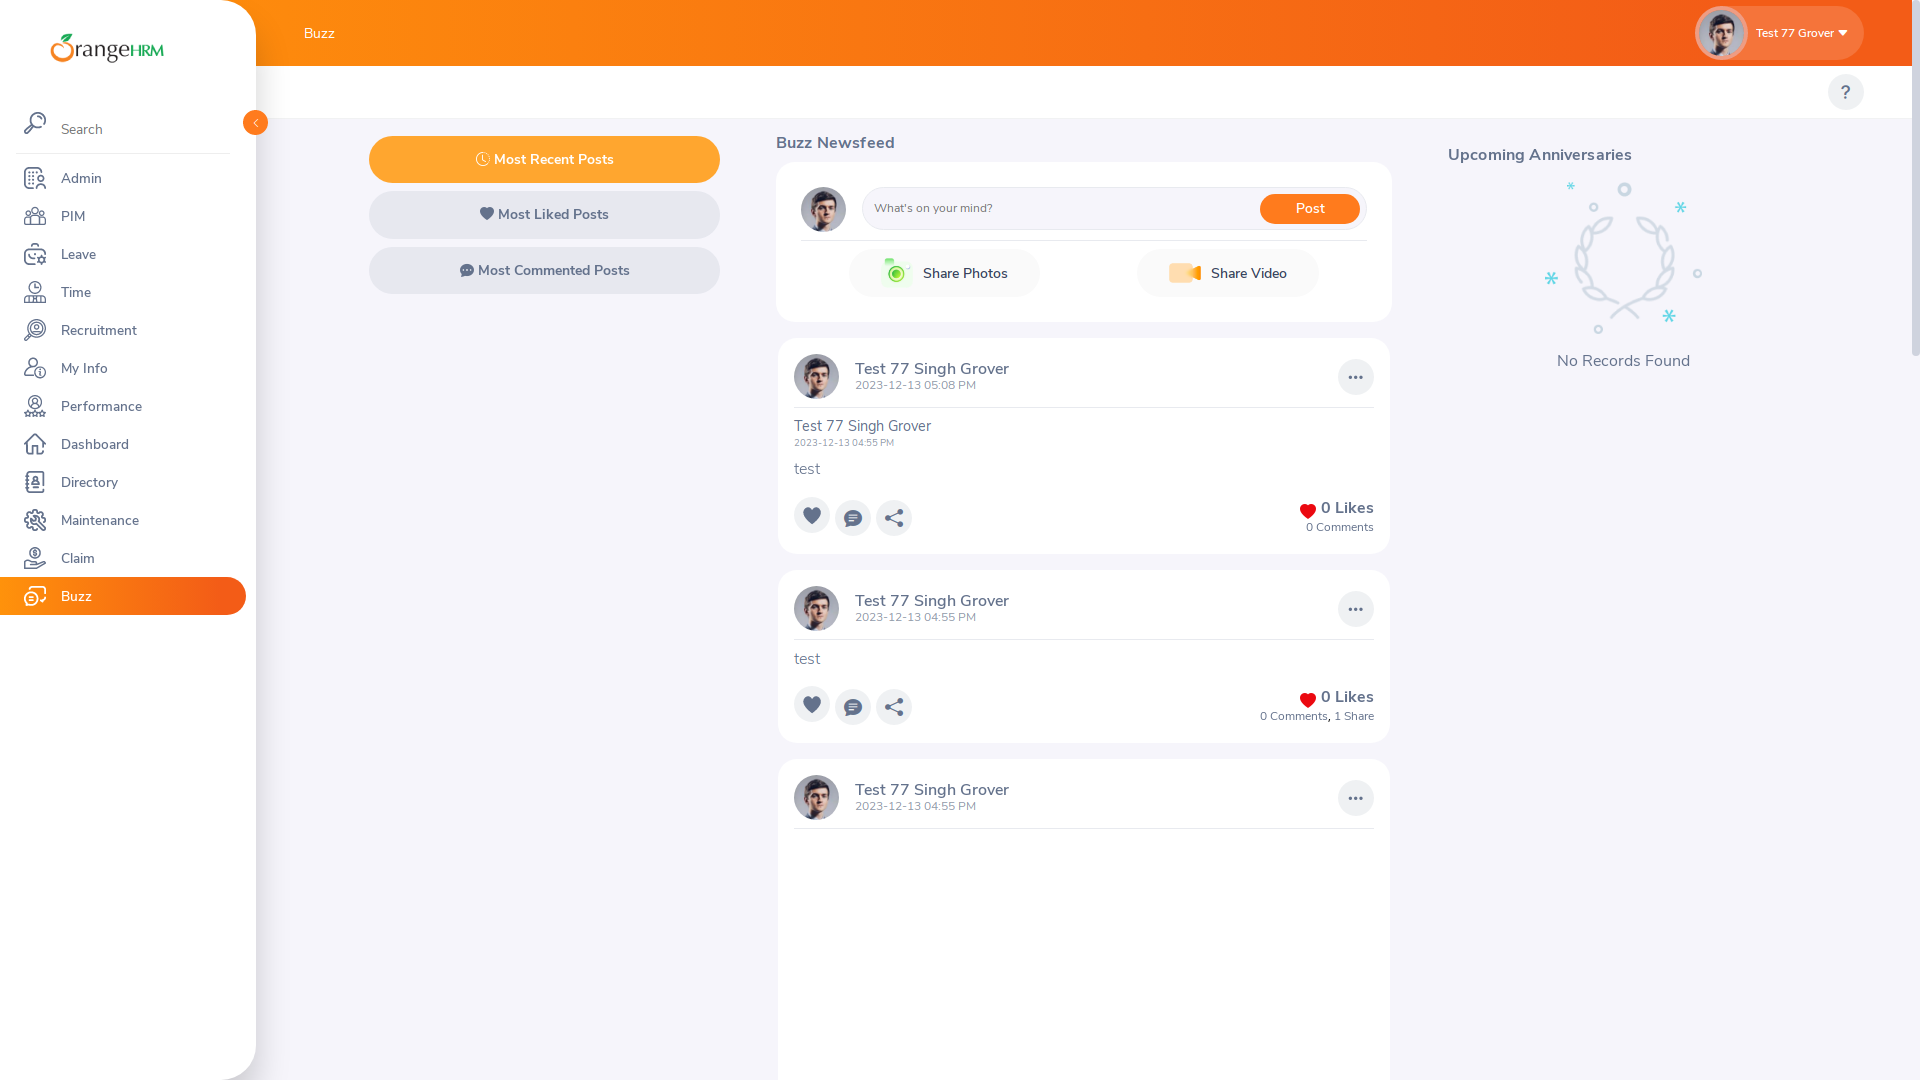 OrangeHRM
Search
Admin
PIM
Leave
Time
Recruitment
My Info
Performance
Dashboard
Directory
Maintenance
Claim
Buzz
Buzz
Test 77 Grover
?
Most Recent Posts
Most Liked Posts
Most Commented Posts
Buzz Newsfeed
What's on your mind?
Post
Share Photos
Share Video
Test 77 Singh Grover
2023-12-13 05:08 PM
Test 77 Singh Grover
2023-12-13 04:55 PM
test
0 Likes
0 Comments
Test 77 Singh Grover
2023-12-13 04:55 PM
test
0 Likes
0 Comments, 1 Share
Test 77 Singh Grover
2023-12-13 04:55 PM
Upcoming Anniversaries
No Records Found